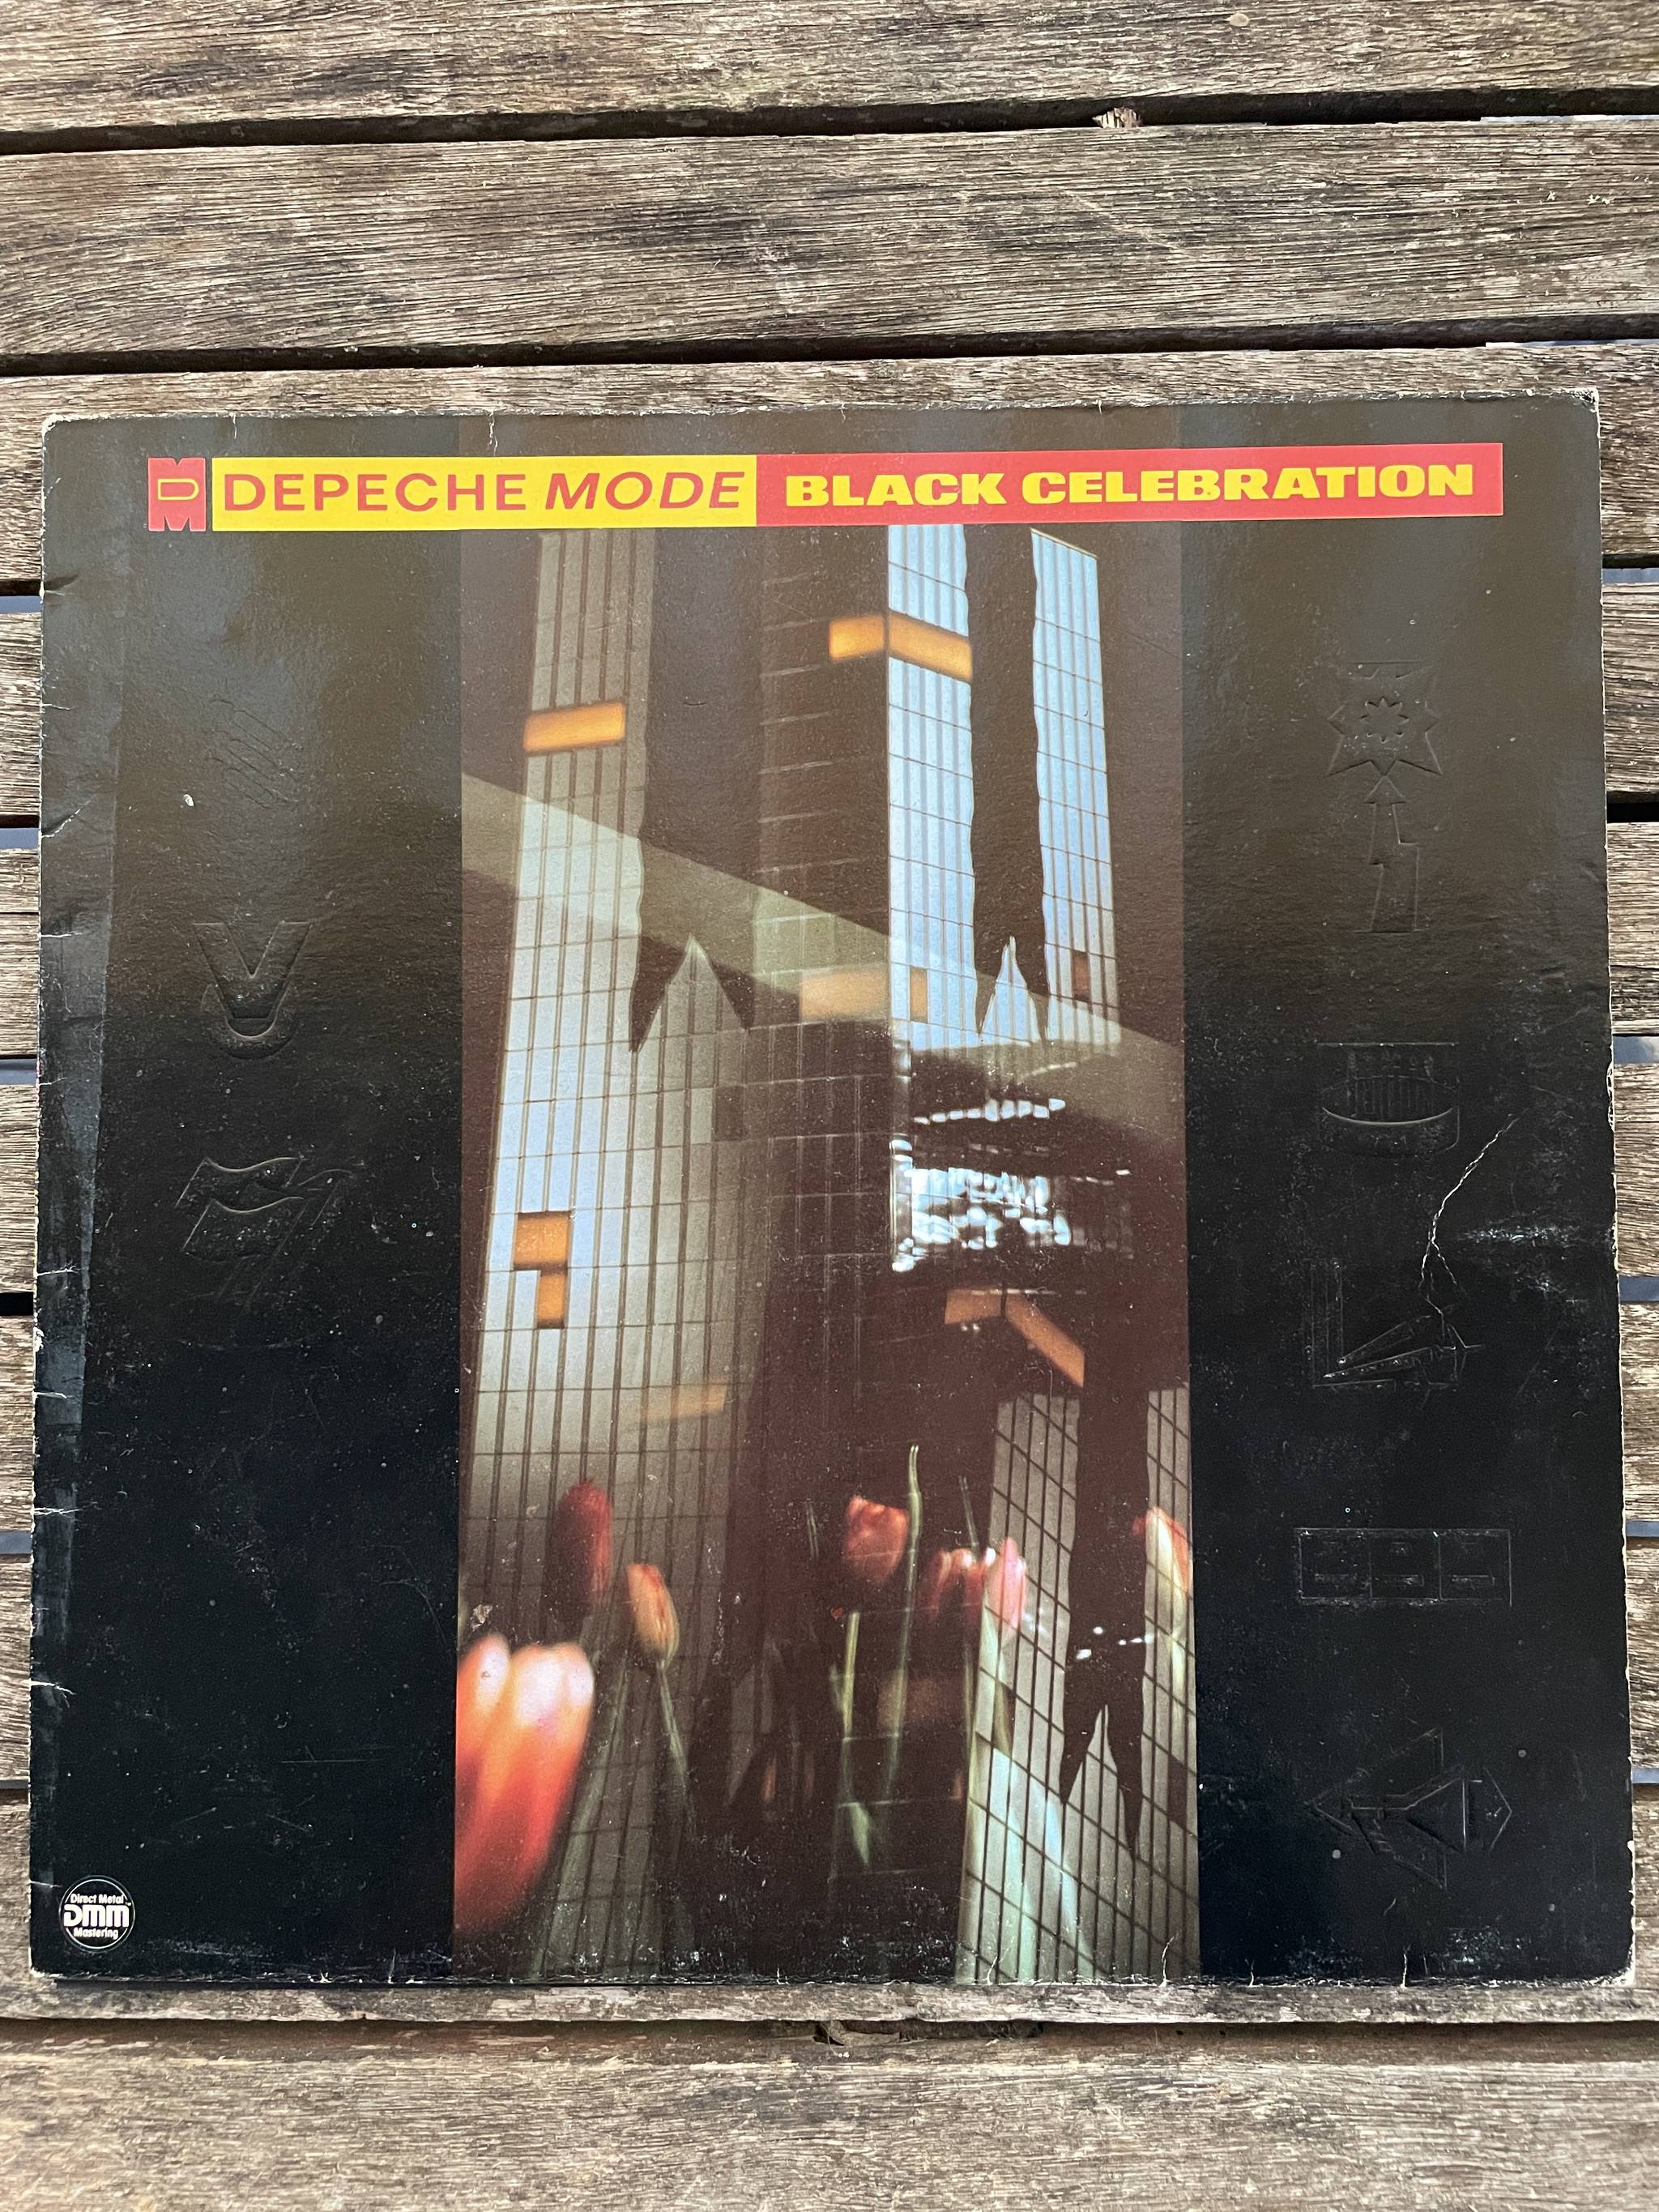 DM DEPECHE MODE BLACK CELEBRATION
Direct Metal
DMM
Mastering